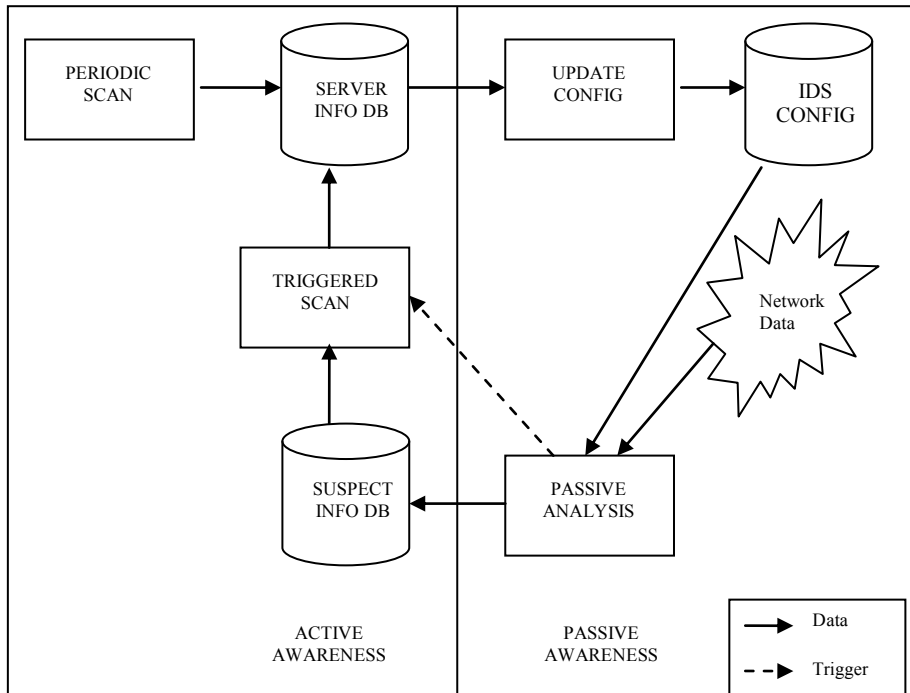 PERIODIC
SCAN
SERVER
INFO DB
UPDATE
CONFIG
IDS
CONFIG
TRIGGERED
SCAN
Network
Data
SUSPECT
INFO DB
PASSIVE
ANALYSIS
ACTIVE
AWARENESS
PASSIVE
AWARENESS
Data
Trigger